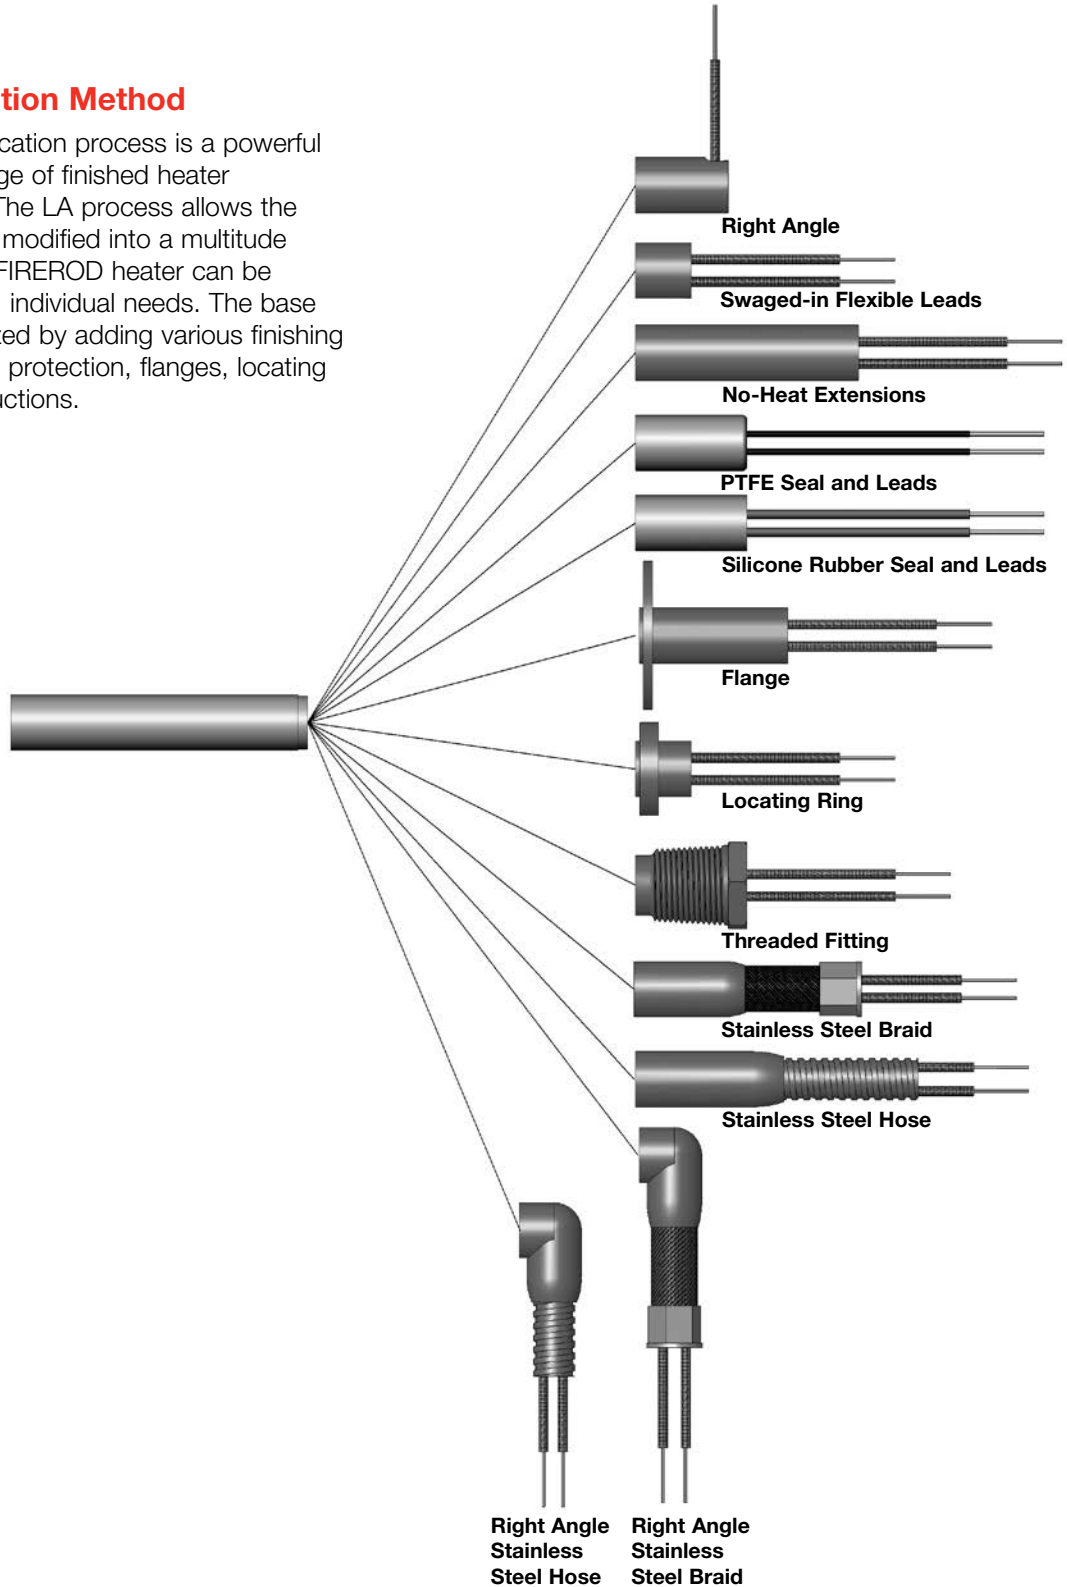 tion Method
cation process is a powerful
ge of finished heater
The LA process allows the
modified into a multitude
FIREROD heater can be
individual needs. The base
ed by adding various finishing
protection, flanges, locating
uctions.
Right Angle
Swaged-in Flexible Leads
No-Heat Extensions
PTFE Seal and Leads
Silicone Rubber Seal and Leads
Flange
Locating Ring
Threaded Fitting
Stainless Steel Braid
Stainless Steel Hose
Right Angle
Stainless
Steel Hose
Right Angle
Stainless
Steel Braid